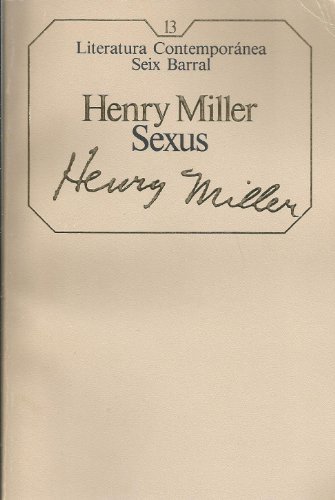 13
Literatura Contemporánea
Seix Barral
Henry Miller
Sexus
Henry Miller